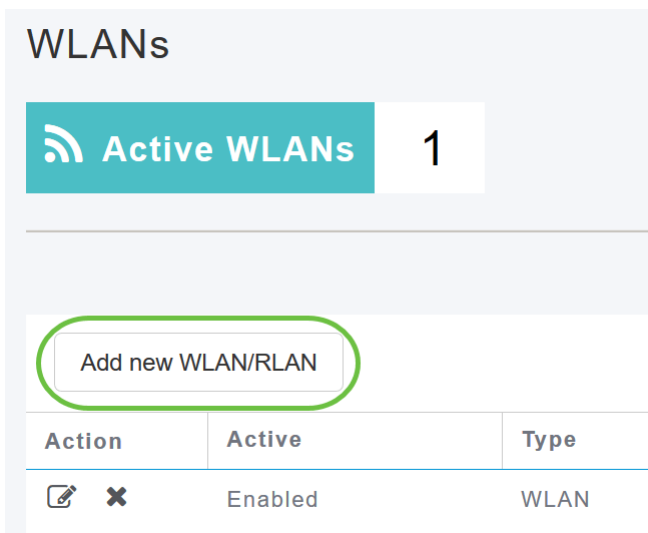 WLANs
Active WLANs 1
Add new WLAN/RLAN
Action Active Type
Enabled WLAN